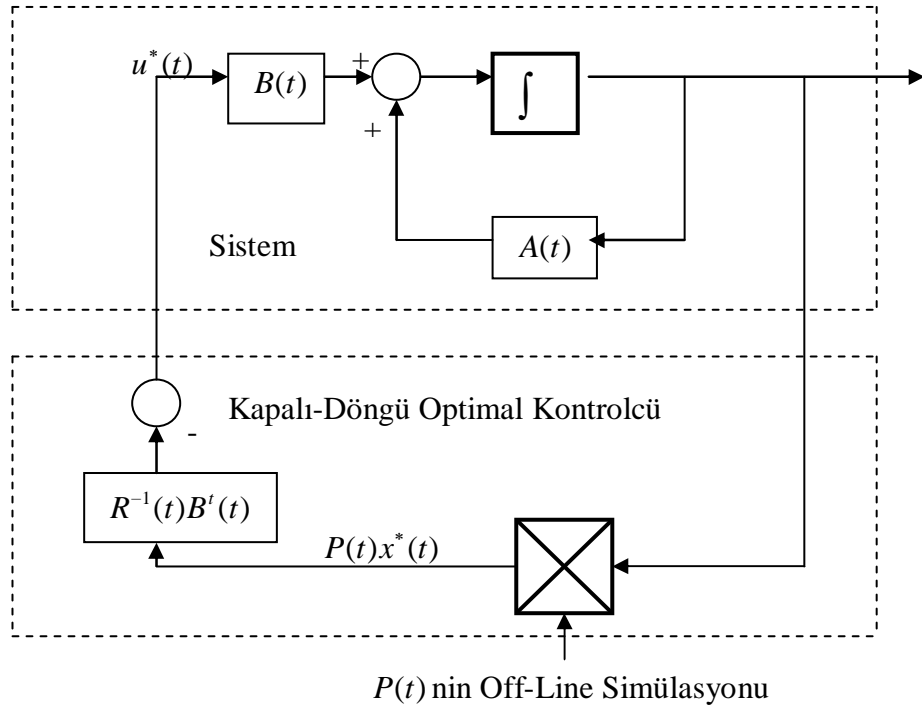 u*(t)
B(t)
+
+
∫
A(t)
Sistem
Kapalı-Döngü Optimal Kontrolcü
-
R⁻¹(t)Bᵗ(t)
P(t)x*(t)
P(t) nin Off-Line Simülasyonu